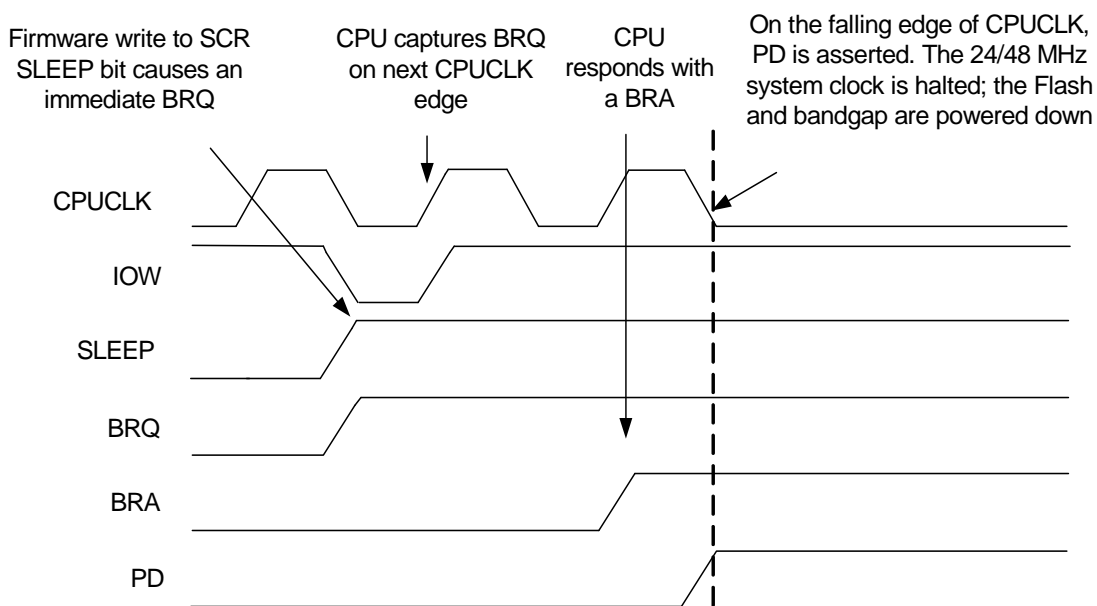 Firmware write to SCR
SLEEP bit causes an
immediate BRQ
CPU captures BRQ
on next CPUCLK
edge
CPU
responds with
a BRA
On the falling edge of CPUCLK,
PD is asserted. The 24/48 MHz
system clock is halted; the Flash
and bandgap are powered down
CPUCLK
IOW
SLEEP
BRQ
BRA
PD